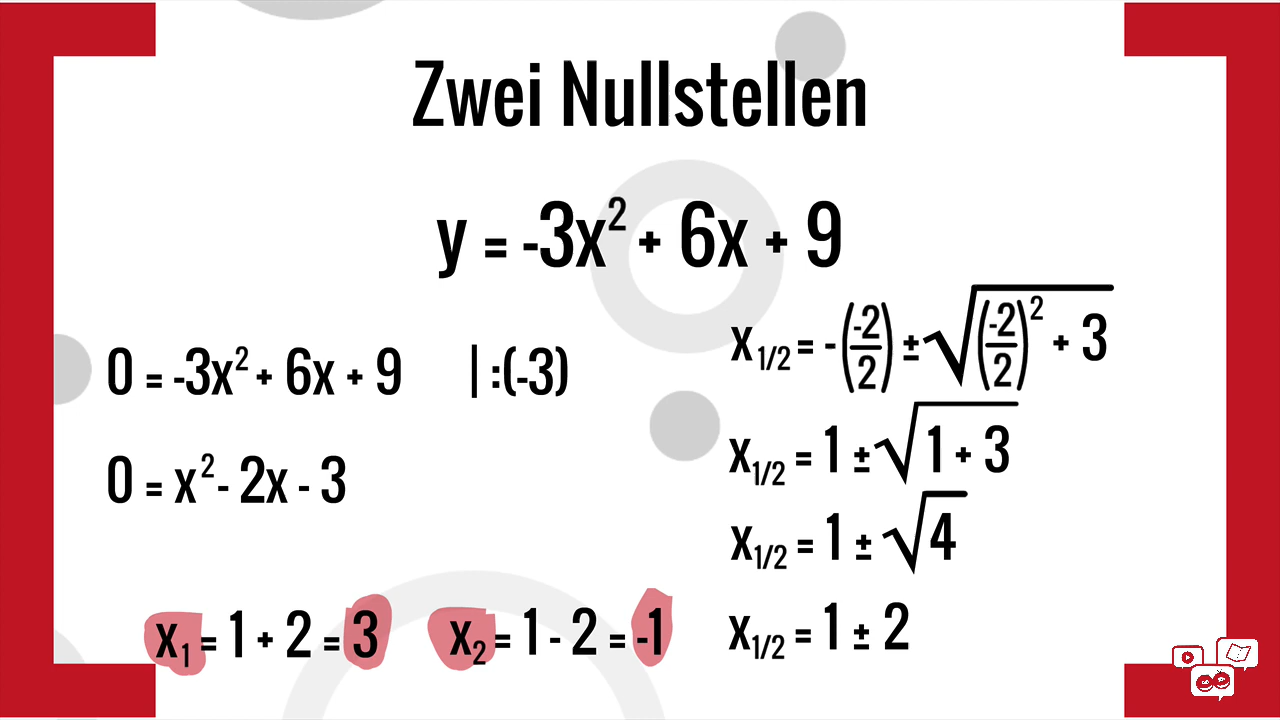 Zwei Nullstellen
y = -3x² + 6x + 9
0 = -3x² + 6x + 9 | :(-3)
0 = x² - 2x - 3
x₁/₂ = - (-2/2) ± √((-2/2)² + 3)
x₁/₂ = 1 ± √(1 + 3)
x₁/₂ = 1 ± √4
x₁/₂ = 1 ± 2
x₁ = 1 + 2 = 3 x₂ = 1 - 2 = -1